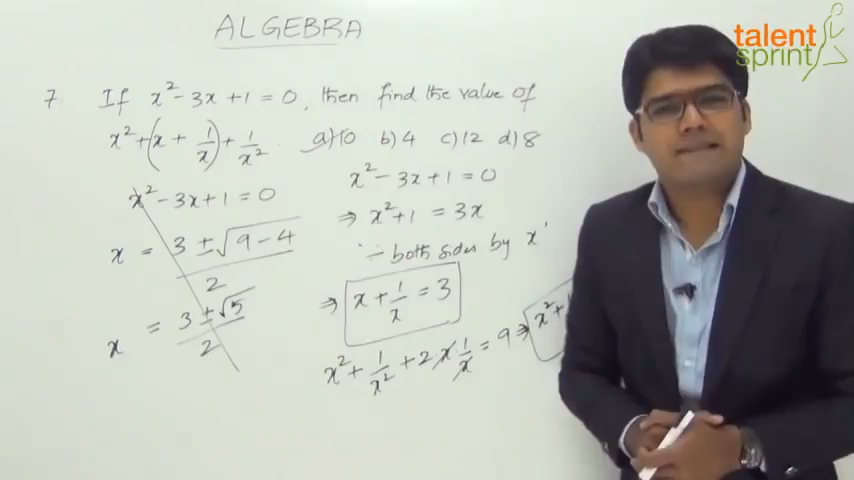 ALGEBRA
talent
sprint
7. If x² - 3x + 1 = 0, then find the value of
x² + (x + 1/x) + 1/x² a) 10 b) 4 c) 12 d) 8
x² - 3x + 1 = 0
x = 3 ± √9 - 4 / 2
x = 3 ± √5 / 2
x² - 3x + 1 = 0
⇒ x² + 1 = 3x
÷ both sides by 'x'
⇒ x + 1/x = 3
x² + 1/x² + 2 x 1/x = 9 ⇒ x² +